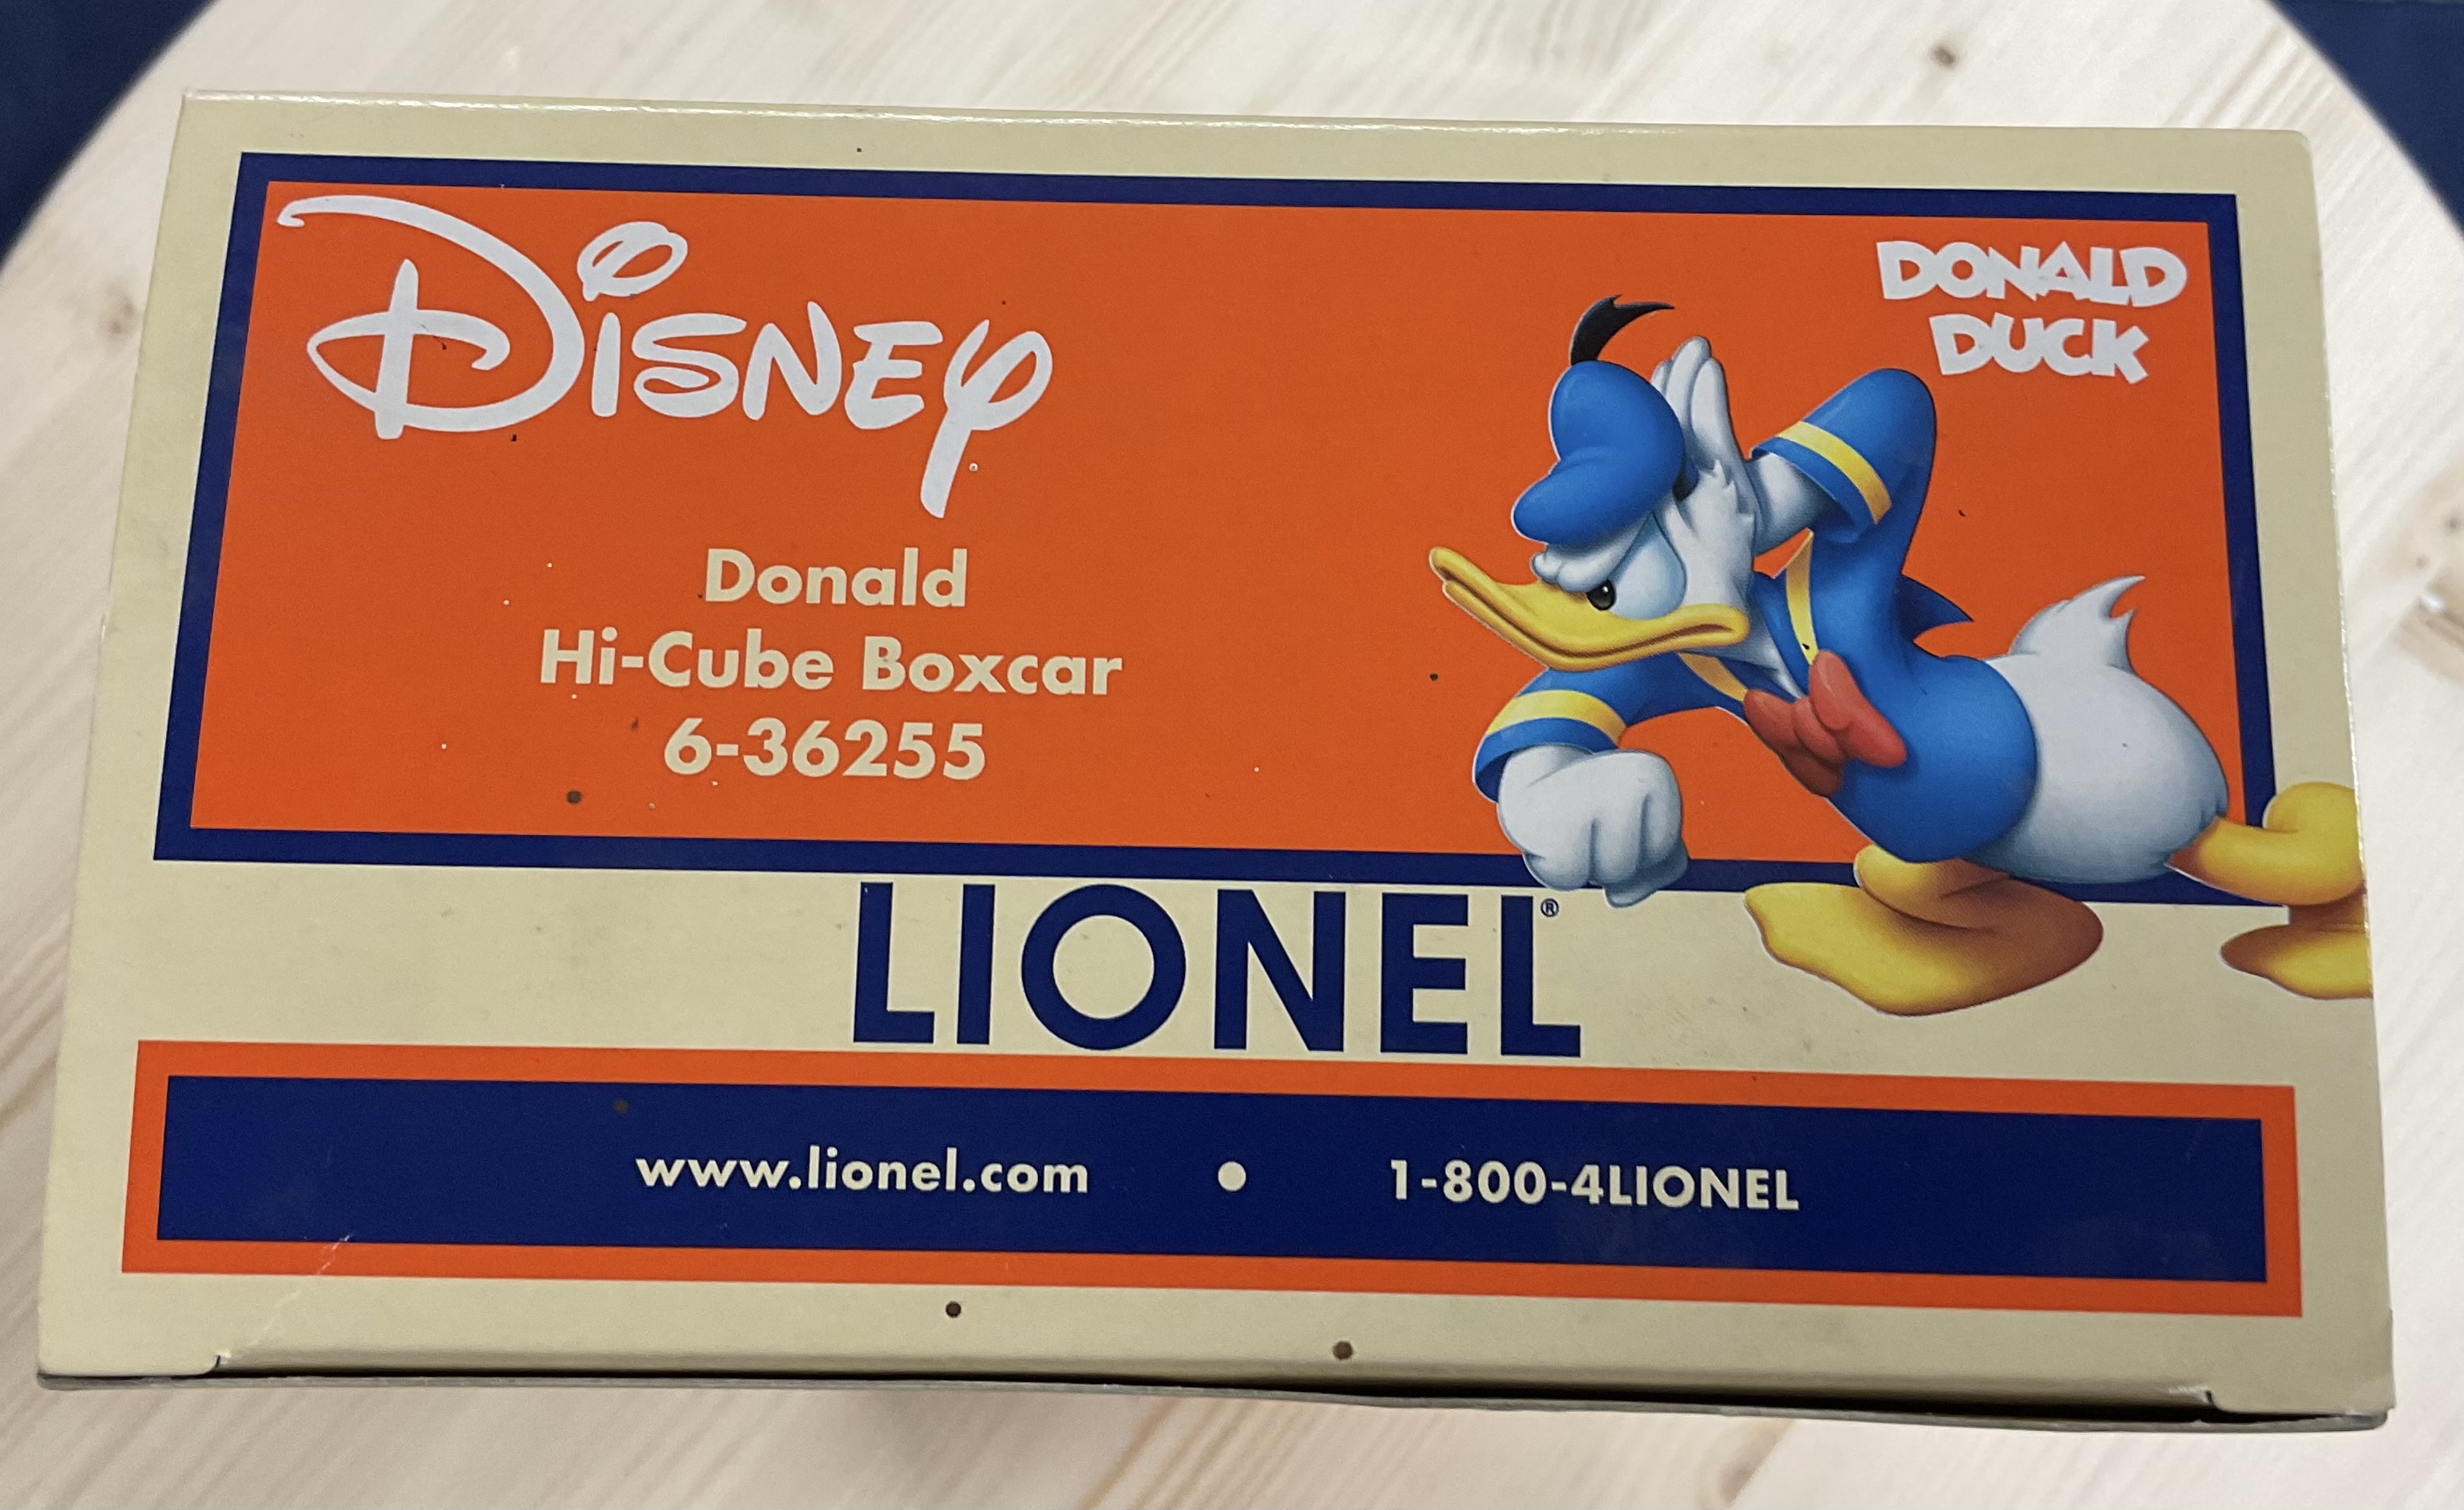 Disney
DONALD
DUCK
Donald
Hi-Cube Boxcar
6-36255
LIONEL®
www.lionel.com • 1-800-4LIONEL